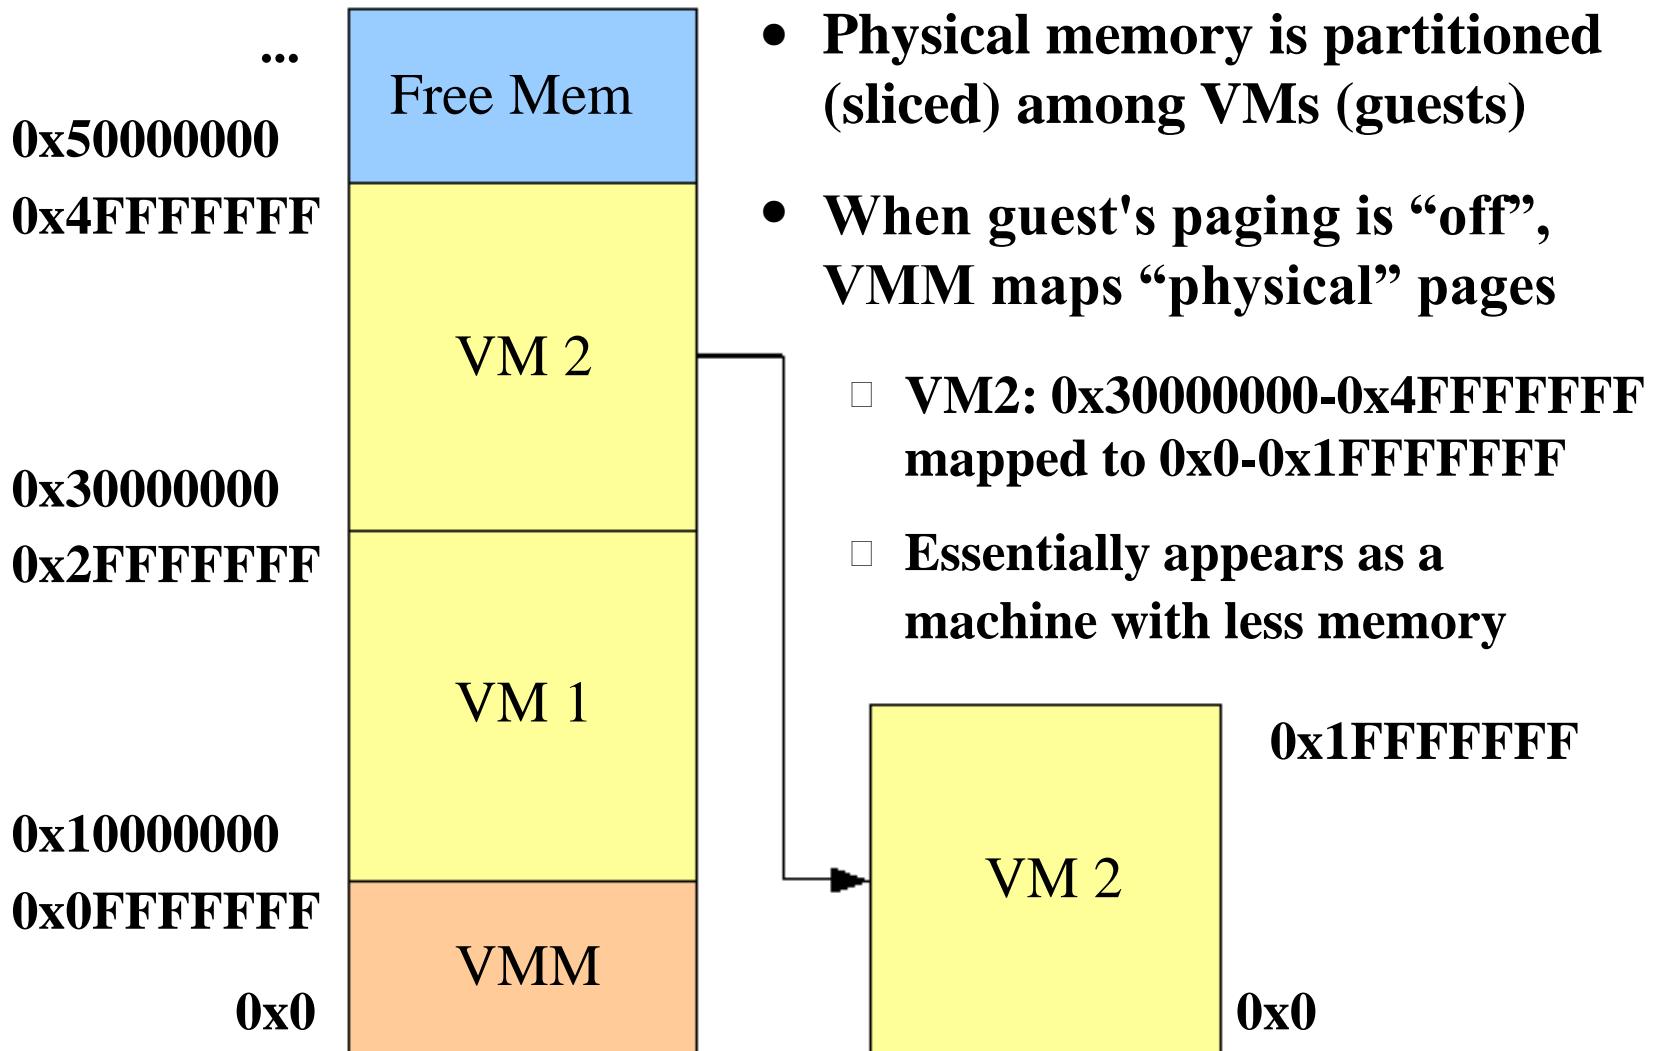 ...
Free Mem
0x50000000
0x4FFFFFFF
VM 2
0x30000000
0x2FFFFFFF
VM 1
0x10000000
0x0FFFFFFF
VMM
0x0
• Physical memory is partitioned
(sliced) among VMs (guests)
• When guest's paging is “off”,
VMM maps “physical” pages
□ VM2: 0x30000000-0x4FFFFFFF
mapped to 0x0-0x1FFFFFFF
□ Essentially appears as a
machine with less memory
0x1FFFFFFF
VM 2
0x0